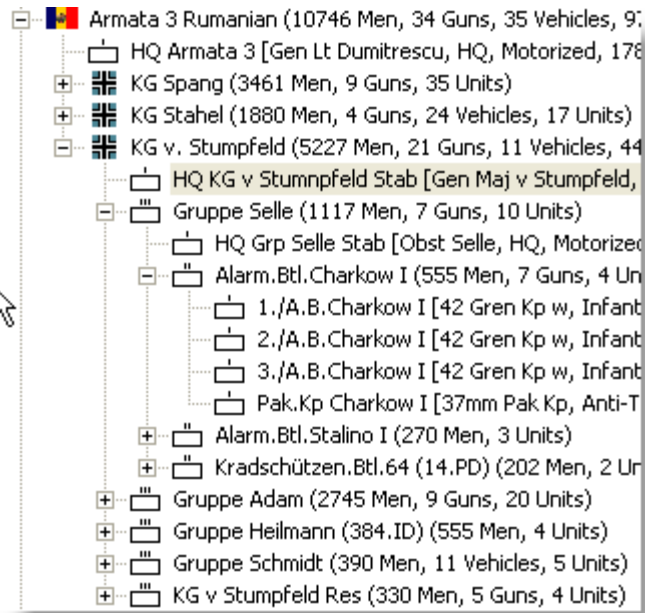 Armata 3 Rumanian (10746 Men, 34 Guns, 35 Vehicles, 97
HQ Armata 3 [Gen Lt Dumitrescu, HQ, Motorized, 178
KG Spang (3461 Men, 9 Guns, 35 Units)
KG Stahel (1880 Men, 4 Guns, 24 Vehicles, 17 Units)
KG v. Stumpfeld (5227 Men, 21 Guns, 11 Vehicles, 44
HQ KG v Stumnpfeld Stab [Gen Maj v Stumpfeld,
Gruppe Selle (1117 Men, 7 Guns, 10 Units)
HQ Grp Selle Stab [Obst Selle, HQ, Motorized
Alarm.Btl.Charkow I (555 Men, 7 Guns, 4 Un
1./A.B.Charkow I [42 Gren Kp w, Infant
2./A.B.Charkow I [42 Gren Kp w, Infant
3./A.B.Charkow I [42 Gren Kp w, Infant
Pak.Kp Charkow I [37mm Pak Kp, Anti-T
Alarm.Btl.Stalino I (270 Men, 3 Units)
Kradschützen.Btl.64 (14.PD) (202 Men, 2 Un
Gruppe Adam (2745 Men, 9 Guns, 20 Units)
Gruppe Heilmann (384.ID) (555 Men, 4 Units)
Gruppe Schmidt (390 Men, 11 Vehicles, 5 Units)
KG v Stumpfeld Res (330 Men, 5 Guns, 4 Units)